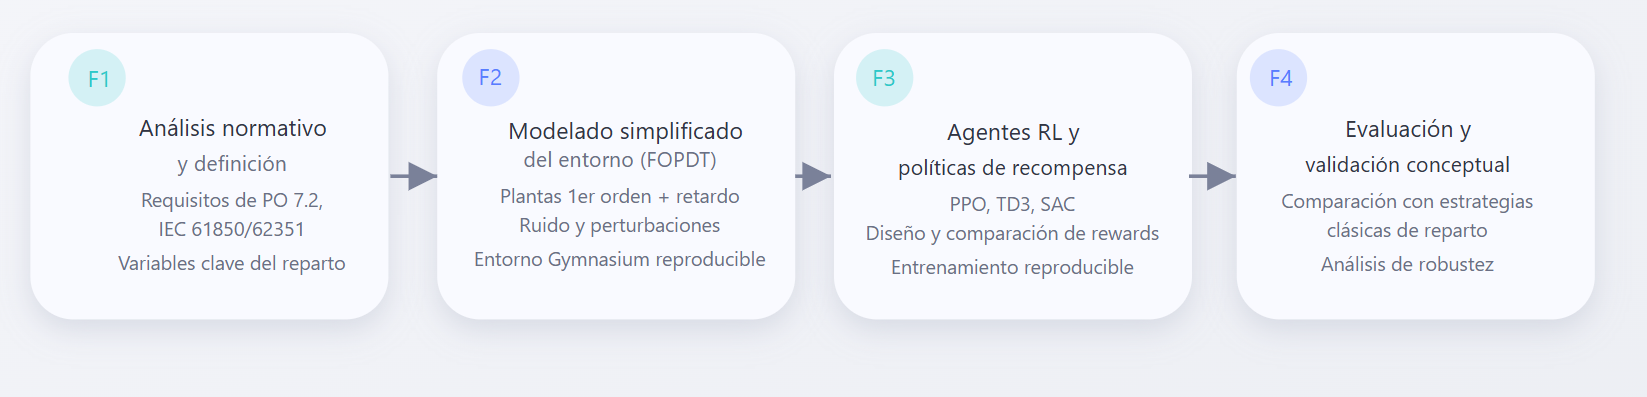 F1
Análisis normativo
y definición
Requisitos de PO 7.2,
IEC 61850/62351
Variables clave del reparto
F2
Modelado simplificado
del entorno (FOPDT)
Plantas 1er orden + retardo
Ruido y perturbaciones
Entorno Gymnasium reproducible
F3
Agentes RL y
políticas de recompensa
PPO, TD3, SAC
Diseño y comparación de rewards
Entrenamiento reproducible
F4
Evaluación y
validación conceptual
Comparación con estrategias
clásicas de reparto
Análisis de robustez